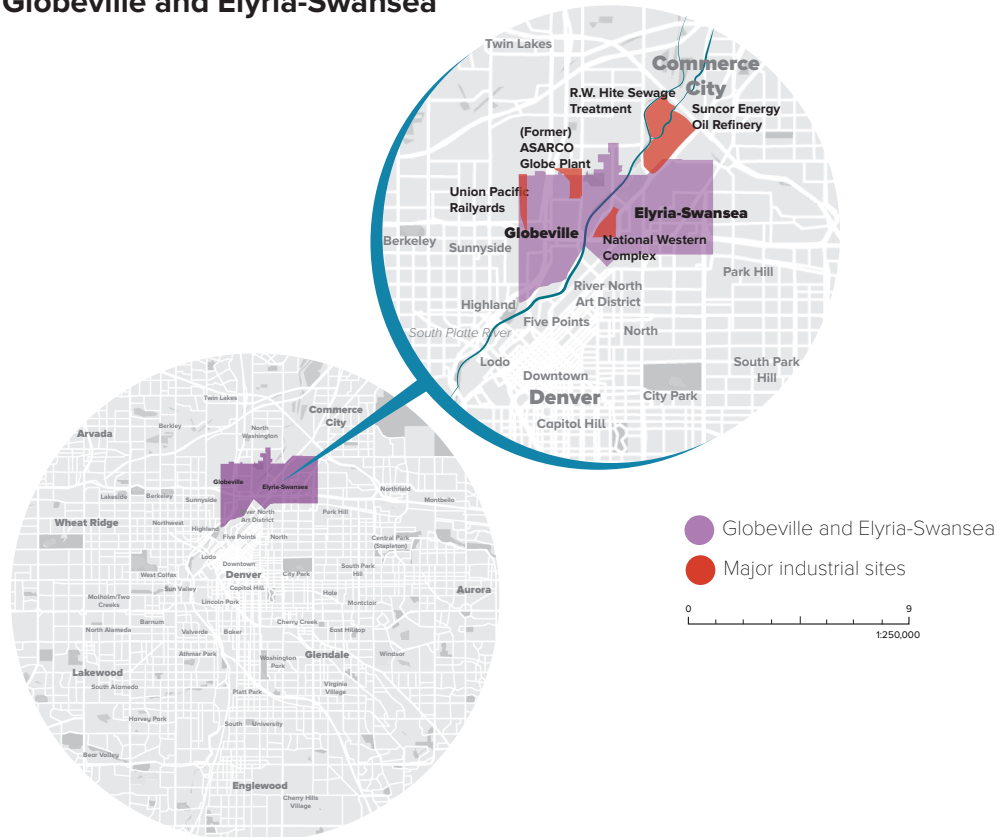 Globeville and Elyria-Swansea
Twin Lakes
Commerce
City
R.W. Hite Sewage
Treatment
Suncor Energy
Oil Refinery
(Former)
ASARCO
Globe Plant
Union Pacific
Railyards
Elyria-Swansea
Globeville
National Western
Complex
Berkeley
Sunnyside
Park Hill
River North
Art District
Highland
Five Points
North
South Platte River
Lodo
Downtown
South Park
Hill
Denver
City Park
Capitol Hill
Twin Lakes
Commerce
City
Berkley
Arvada
North
Washington
Globeville
Elyria-Swansea
Northfield
Montbello
Lakeside
Berkeley
Sunnyside
River North
Art District
Park Hill
Wheat Ridge
Northwest
Highland
Five Points
North
Central Park
(Stapleton)
Lodo
Downtown
South Park
Hill
West Colfax
Denver
City Park
Sun Valley
Capitol Hill
Aurora
Hale
Molholm/Two
Creeks
Lincoln Park
Montclair
Barnum
Cherry Creek
North Alameda
Valverde
Baker
East Hilltop
Athmar Park
Washington
Park
Glendale
Windsor
Lakewood
South Alameda
Virginia
Village
Platt Park
Harvey Park
South
University
Bear Valley
Englewood
Cherry Hills
Village
Globeville and Elyria-Swansea
Major industrial sites
0
9
1:250,000